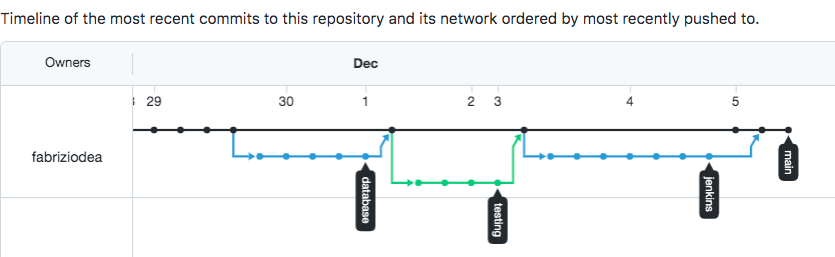 Timeline of the most recent commits to this repository and its network ordered by most recently pushed to.
Owners
Dec
29 30 1 2 3 4 5
fabriziodea
database
testing
jenkins
main